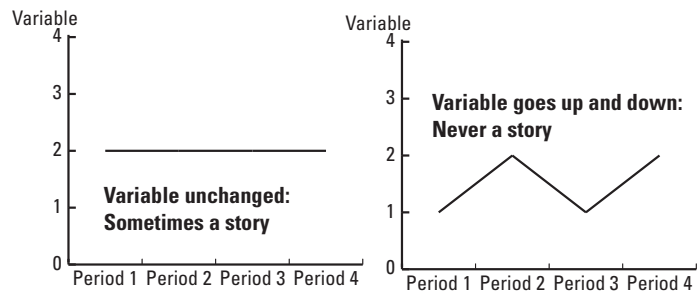 Variable
4
3
2
1
0
Variable unchanged:
Sometimes a story
Period 1 Period 2 Period 3 Period 4
Variable
4
3
2
1
0
Variable goes up and down:
Never a story
Period 1 Period 2 Period 3 Period 4